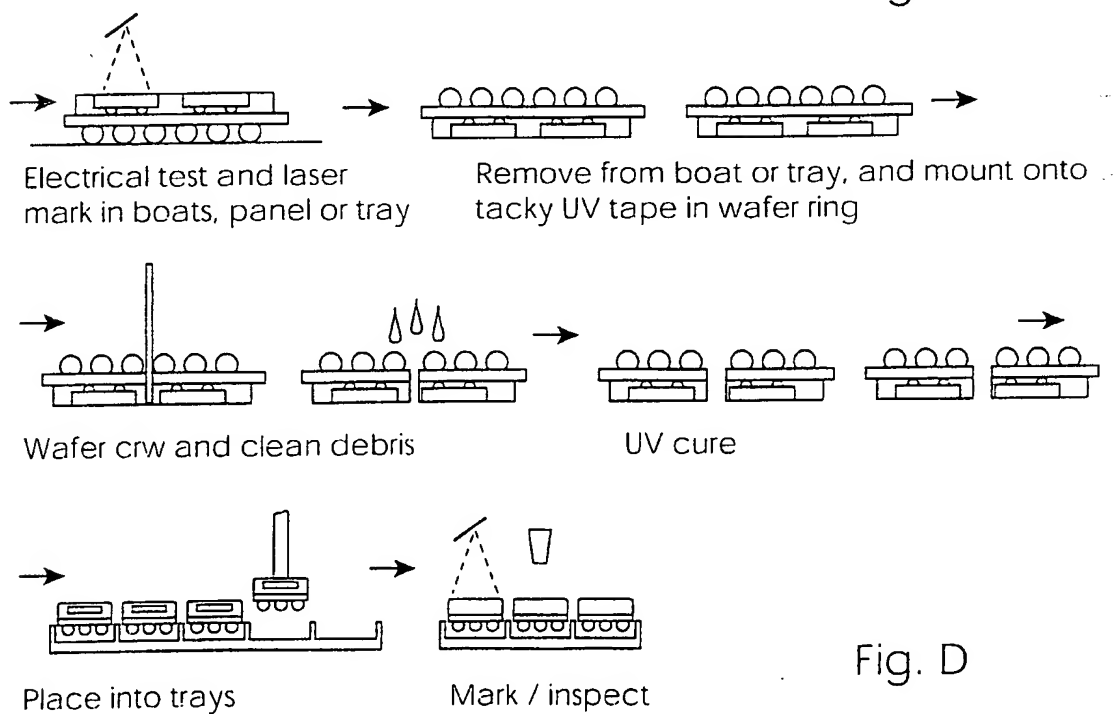 Electrical test and laser
mark in boats, panel or tray
Remove from boat or tray, and mount onto
tacky UV tape in wafer ring
Wafer crw and clean debris
UV cure
Place into trays
Mark / inspect
Fig. D